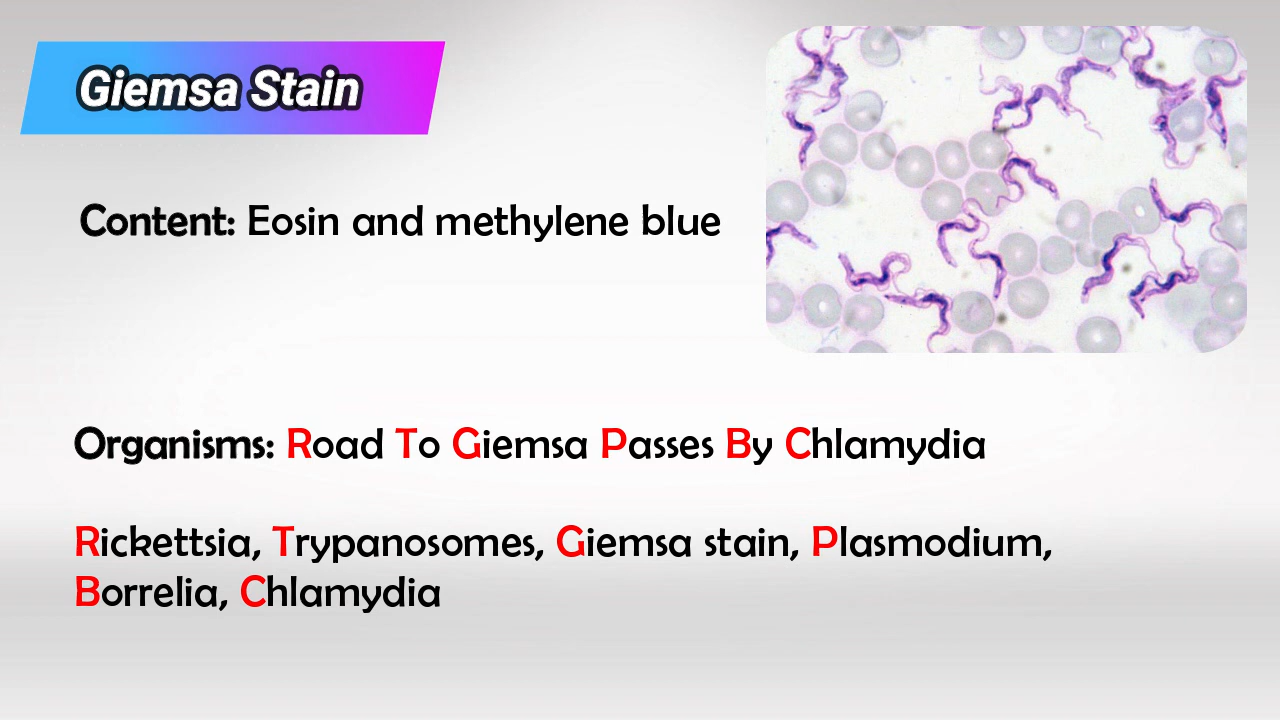 Giemsa Stain
Content: Eosin and methylene blue
Organisms: Road To Giemsa Passes By Chlamydia
Rickettsia, Trypanosomes, Giemsa stain, Plasmodium,
Borrelia, Chlamydia